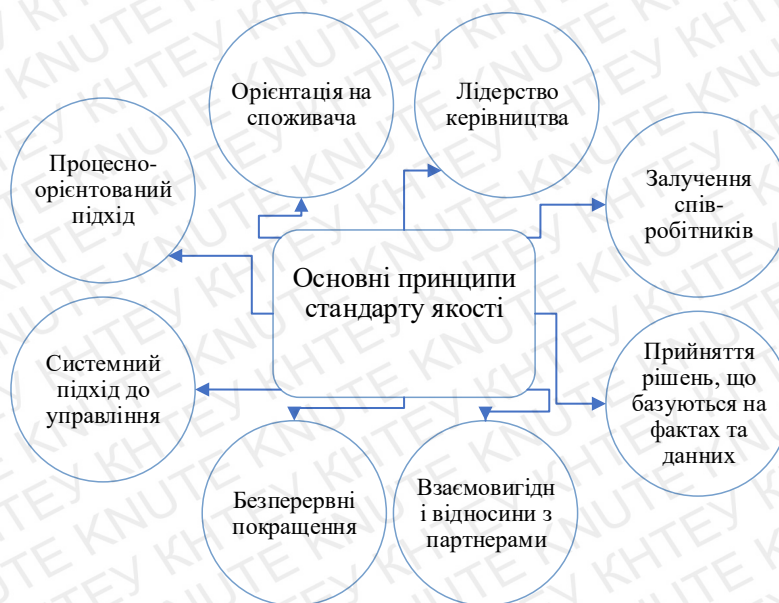 Орієнтація на
споживача
Лідерство
керівництва
Процесно-
орієнтований
підхід
Залучення
спів-
робітників
Основні принципи
стандарту якості
Системний
підхід до
управління
Прийняття
рішень, що
базуються на
фактах та
данних
Безперервні
покращення
Взаємовигідн
і відносини з
партнерами